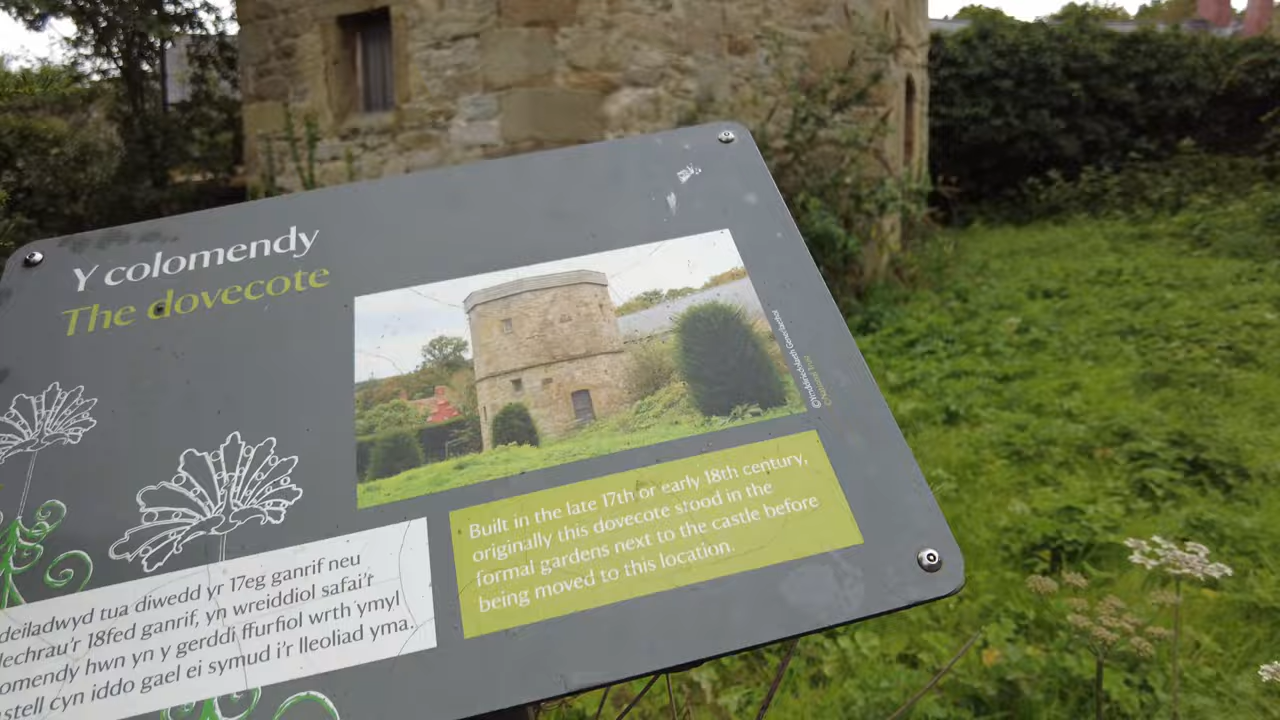 Y colomendy
The dovecote
Built in the late 17th or early 18th century,
originally this dovecote stood in the
formal gardens next to the castle before
being moved to this location.
deiladwyd tua diwedd yr 17eg ganrif neu
dechrau'r 18fed ganrif, yn wreiddiol safai'r
omendy hwn yn y gerddi ffurfiol wrth ymyl
astell cyn iddo gael ei symud i'r lleoliad yma.